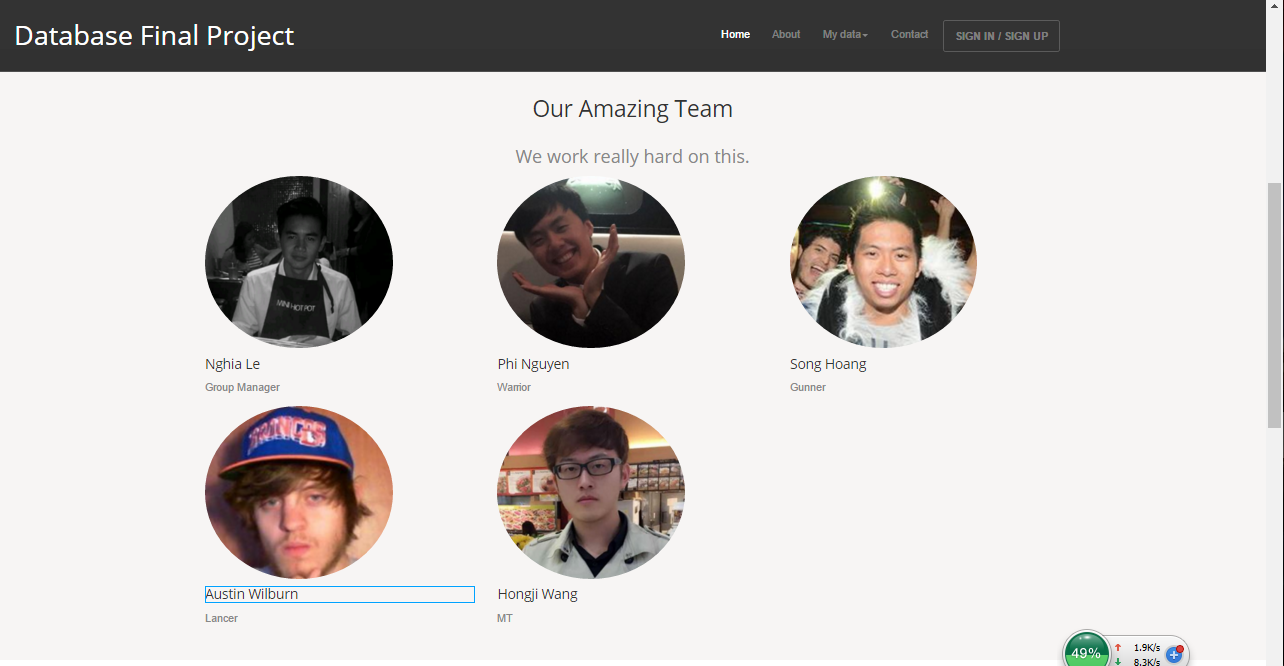 Database Final Project
Home About My data Contact SIGN IN / SIGN UP
Our Amazing Team
We work really hard on this.
MINI HOT POT
Nghia Le Phi Nguyen Song Hoang
Group Manager Warrior Gunner
Austin Wilburn Hongji Wang
Lancer MT
49% 1.9K/s
8.3K/s